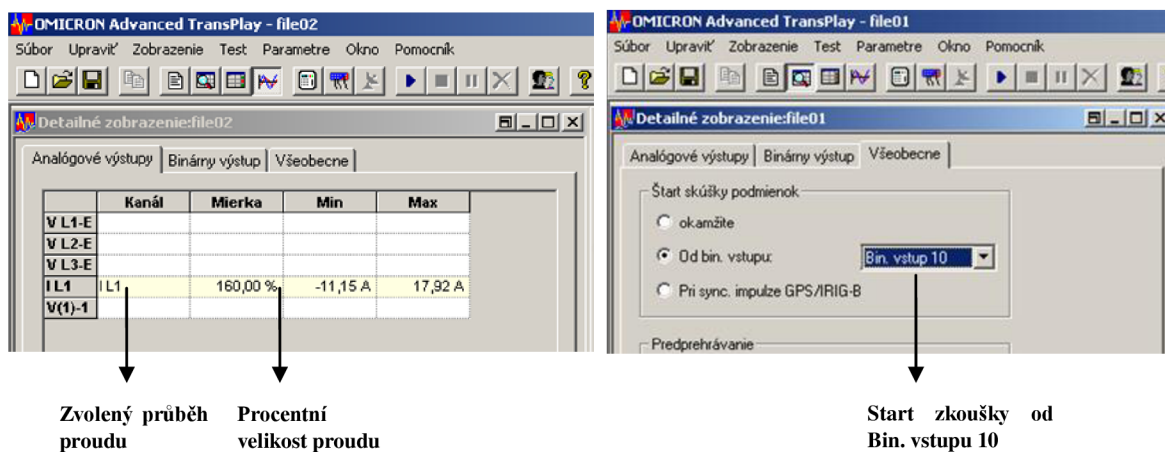 OMICRON Advanced TransPlay - file02
Súbor Upraviť Zobrazenie Test Parametre Okno Pomocník
Detailné zobrazenie:file02
Analógové výstupy Binárny výstup Všeobecne
Kanál Mierka Min Max
V L1-E
V L2-E
V L3-E
I L1 I L1 160,00 % -11,15 A 17,92 A
V(1)-1
Zvolený průběh proudu
Procentní velikost proudu
OMICRON Advanced TransPlay - file01
Súbor Upraviť Zobrazenie Test Parametre Okno Pomocník
Detailné zobrazenie:file01
Analógové výstupy Binárny výstup Všeobecne
Štart skúšky podmienok
okamžite
Od bin. vstupu: Bin. vstup 10
Pri sync. impulze GPS/IRIG-B
Predprehrávanie
Start zkoušky od
Bin. vstupu 10